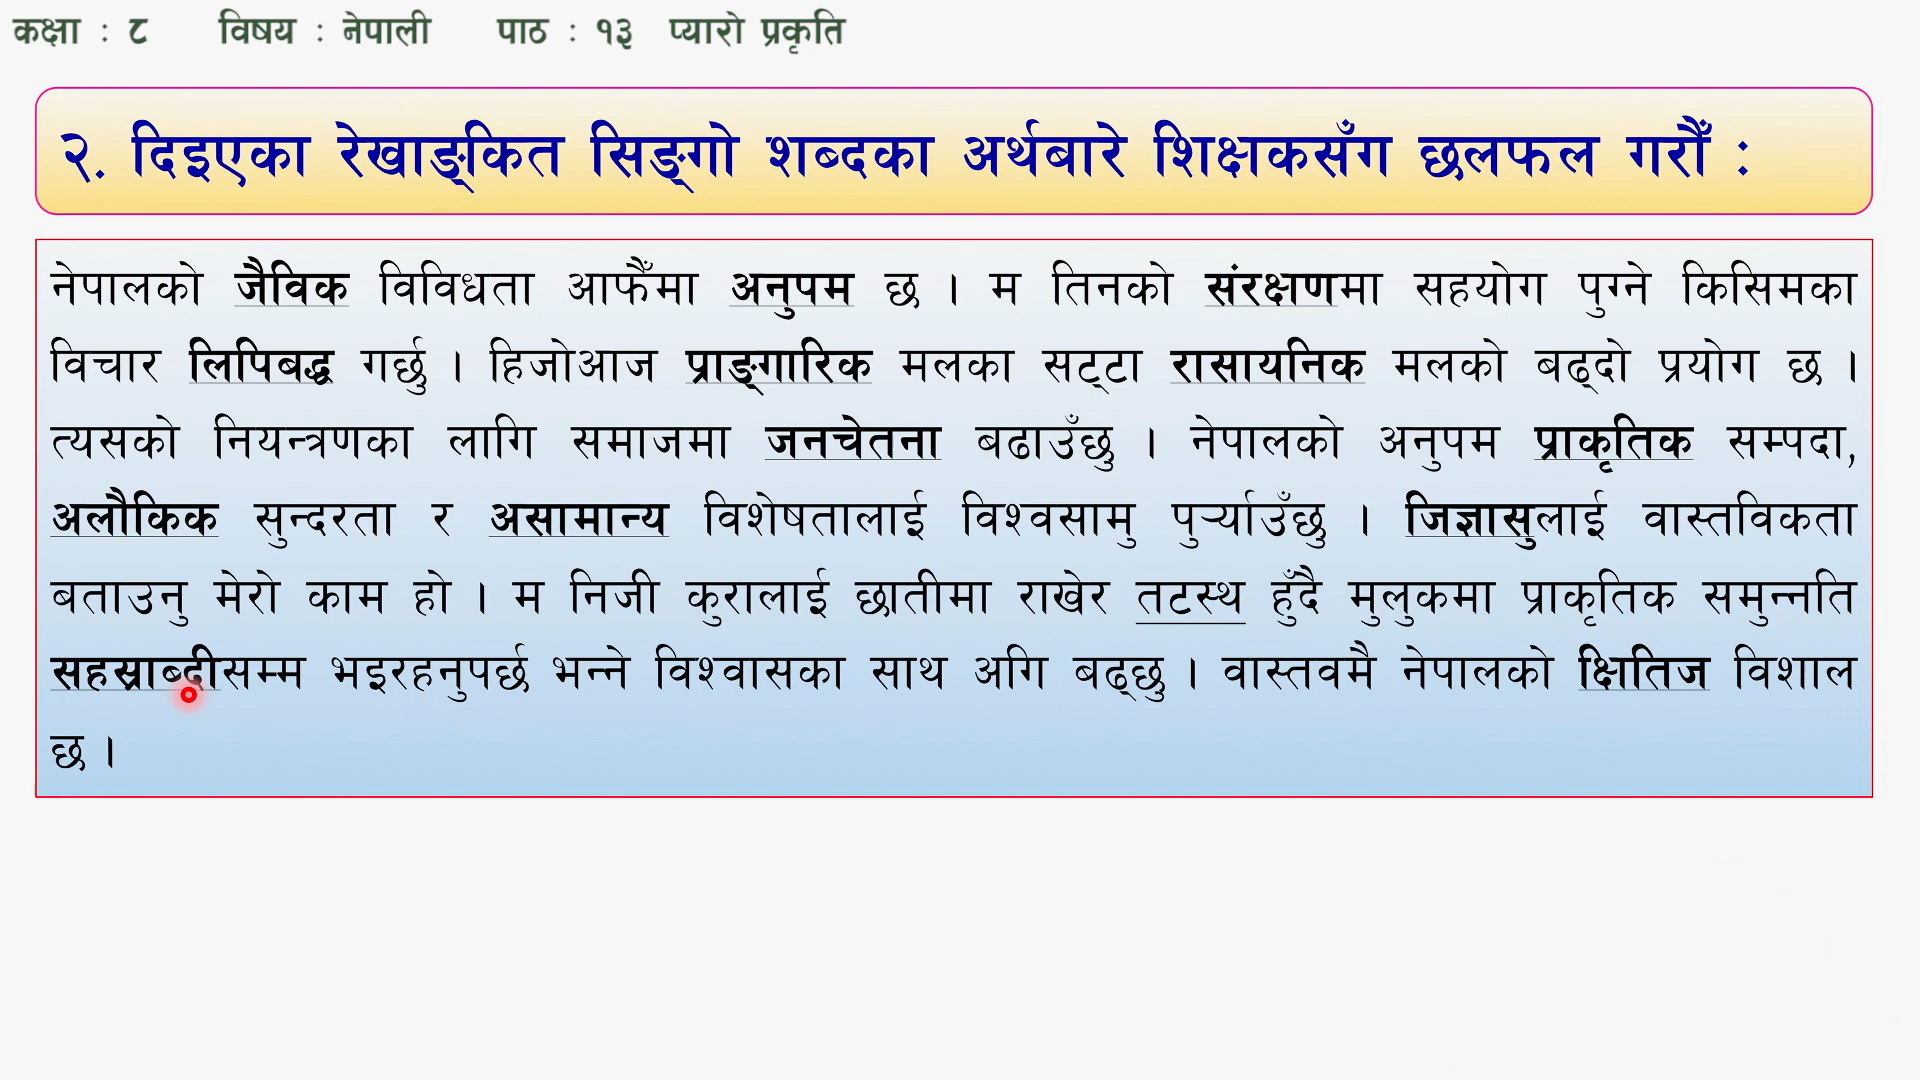 कक्षा : ८ विषय : नेपाली पाठ : १३ प्यारो प्रकृति
२. दिइएका रेखाङ्कित सिङ्गो शब्दका अर्थबारे शिक्षकसँग छलफल गरौँ :
नेपालको जैविक विविधता आफैँमा अनुपम छ । म तिनको संरक्षणमा सहयोग पुग्ने किसिमका
विचार लिपिबद्ध गर्छु । हिजोआज प्राङ्गारिक मलका सट्टा रासायनिक मलको बढ्दो प्रयोग छ ।
त्यसको नियन्त्रणका लागि समाजमा जनचेतना बढाउँछु । नेपालको अनुपम प्राकृतिक सम्पदा,
अलौकिक सुन्दरता र असामान्य विशेषतालाई विश्वसामु पुर्‍याउँछु । जिज्ञासुलाई वास्तविकता
बताउनु मेरो काम हो । म निजी कुरालाई छातीमा राखेर तटस्थ हुँदै मुलुकमा प्राकृतिक समुन्नति
सहस्राब्दीसम्म भइरहनुपर्छ भन्ने विश्वासका साथ अगि बढ्छु । वास्तवमै नेपालको क्षितिज विशाल
छ ।